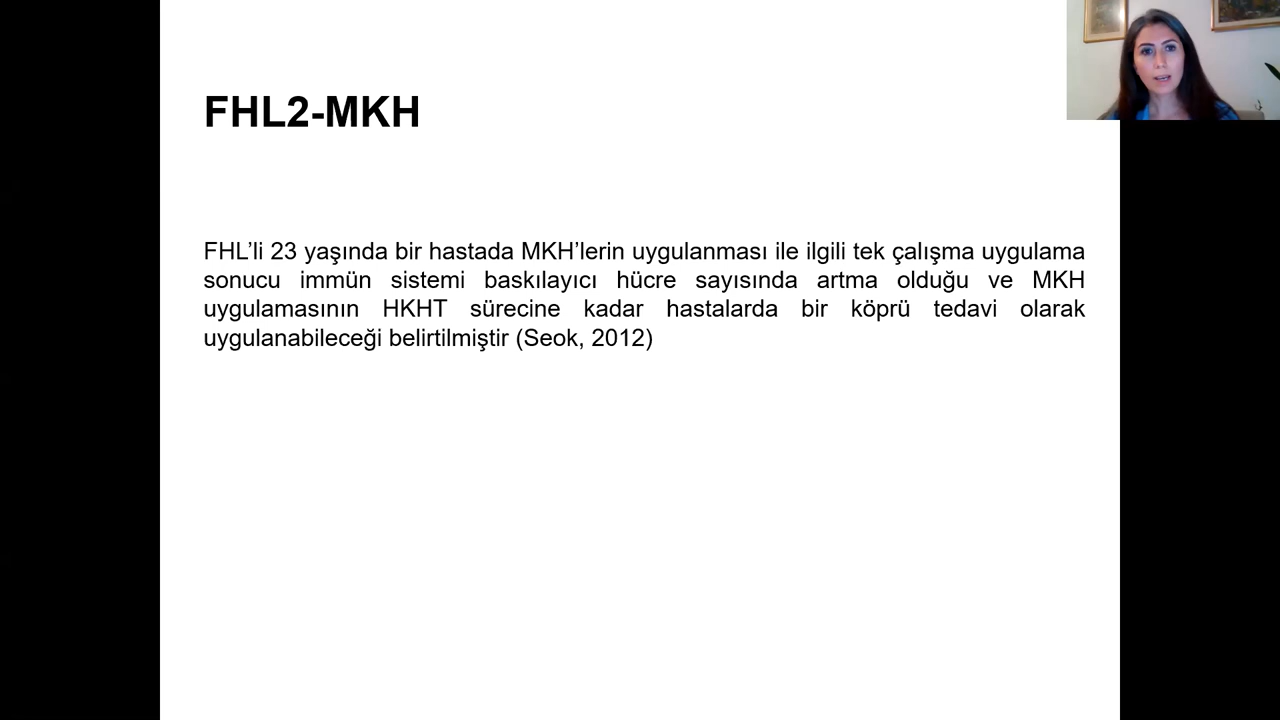 FHL2-MKH
FHL’li 23 yaşında bir hastada MKH’lerin uygulanması ile ilgili tek çalışma uygulama
sonucu immün sistemi baskılayıcı hücre sayısında artma olduğu ve MKH
uygulamasının HKHT sürecine kadar hastalarda bir köprü tedavi olarak
uygulanabileceği belirtilmiştir (Seok, 2012)